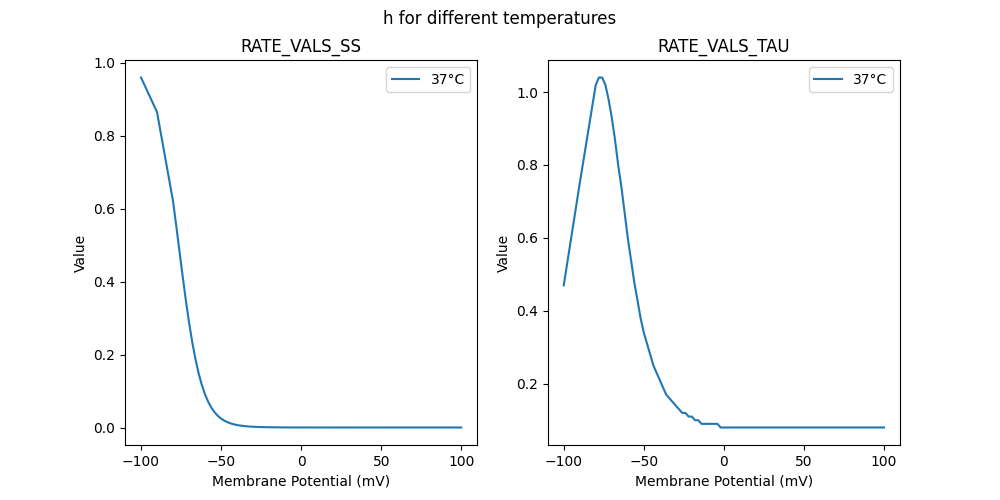 h for different temperatures
RATE_VALS_SS
37°C
1.0
0.8
0.6
0.4
0.2
0.0
Value
−100
−50
0
50
100
Membrane Potential (mV)
RATE_VALS_TAU
37°C
1.0
0.8
0.6
0.4
0.2
Value
−100
−50
0
50
100
Membrane Potential (mV)